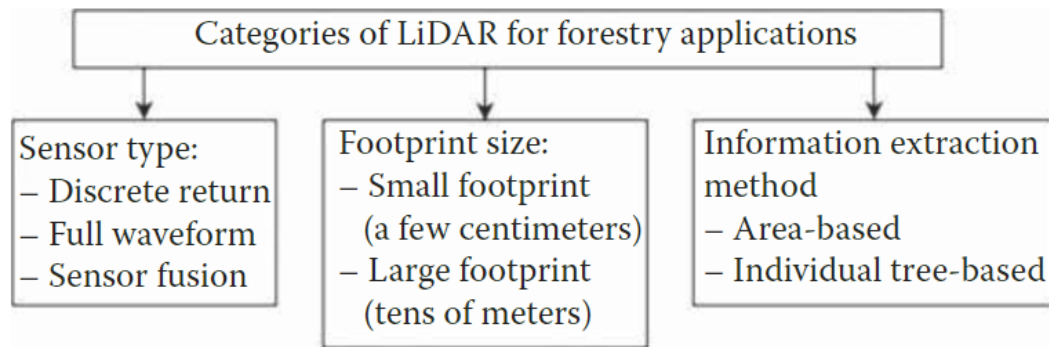 Categories of LiDAR for forestry applications
Sensor type:
– Discrete return
– Full waveform
– Sensor fusion
Footprint size:
– Small footprint
(a few centimeters)
– Large footprint
(tens of meters)
Information extraction
method
– Area-based
– Individual tree-based